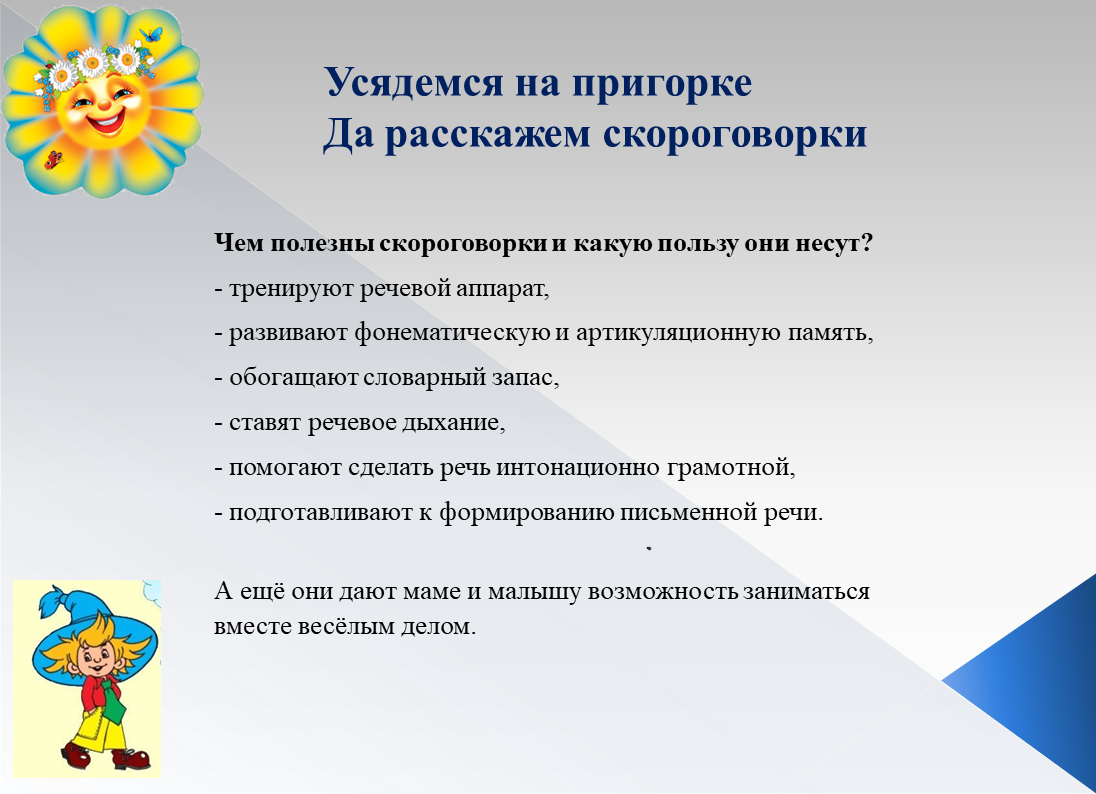 Усядемся на пригорке
Да расскажем скороговорки
Чем полезны скороговорки и какую пользу они несут?
- тренируют речевой аппарат,
- развивают фонематическую и артикуляционную память,
- обогащают словарный запас,
- ставят речевое дыхание,
- помогают сделать речь интонационно грамотной,
- подготавливают к формированию письменной речи.
А ещё они дают маме и малышу возможность заниматься
вместе весёлым делом.